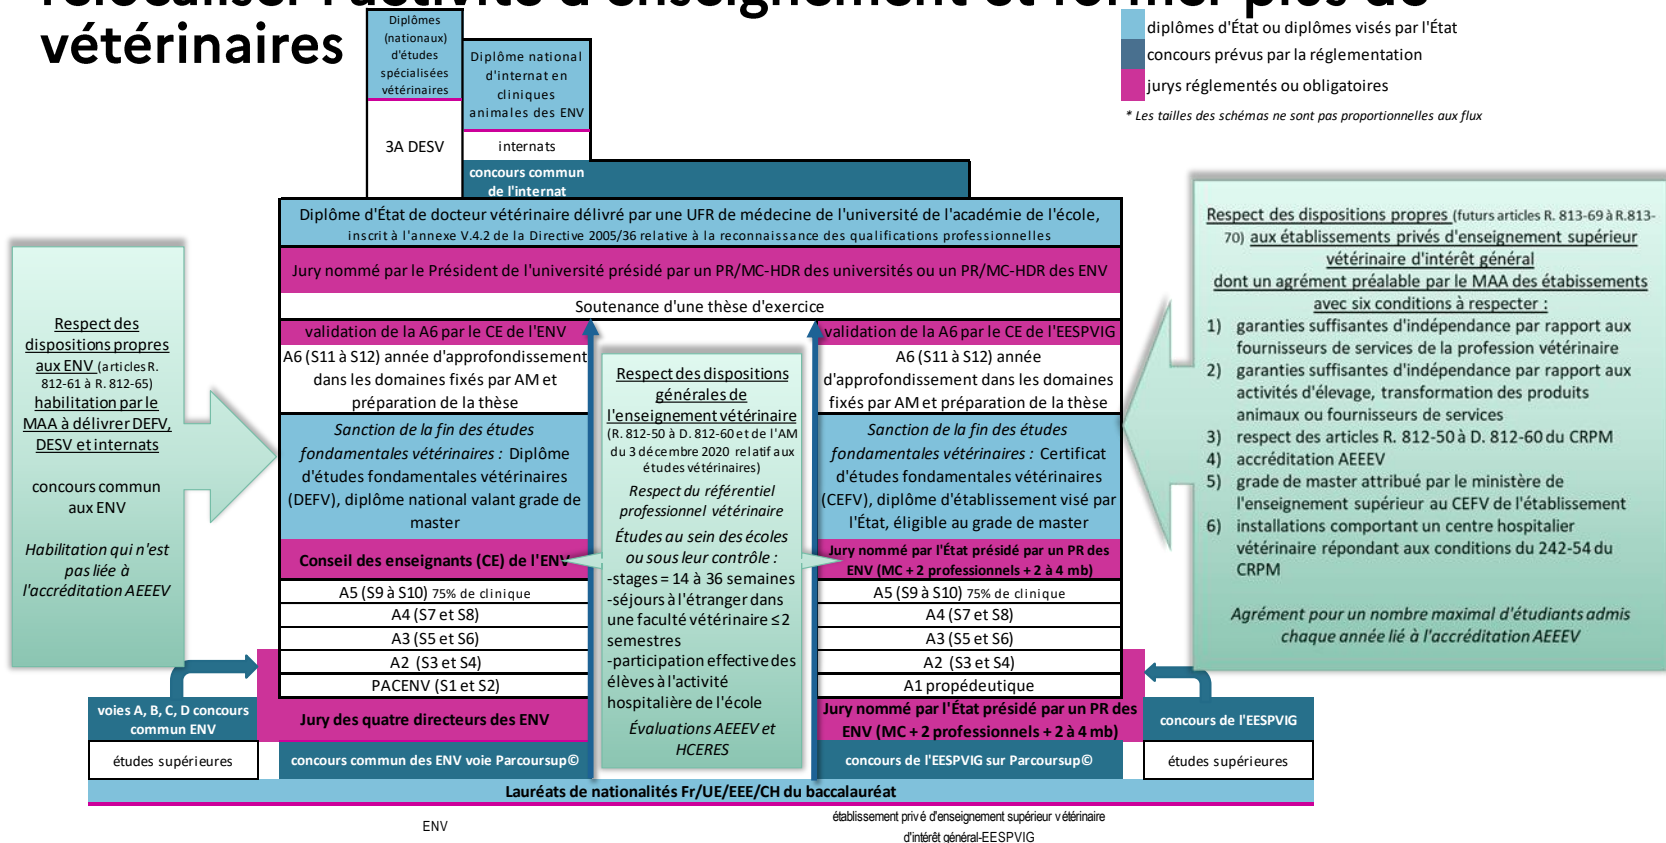 relocaliser l'activité d'enseignement et former plus de
vétérinaires
diplômes d'État ou diplômes visés par l'État
concours prévus par la réglementation
jurys réglementés ou obligatoires
* Les tailles des schémas ne sont pas proportionnelles aux flux
Diplômes
(nationaux)
d'études
spécialisées
vétérinaires
3A DESV
Diplôme national
d'internat en
cliniques
animales des ENV
internats
concours commun
de l'internat
Diplôme d'État de docteur vétérinaire délivré par une UFR de médecine de l'université de l'académie de l'école,
inscrit à l'annexe V.4.2 de la Directive 2005/36 relative à la reconnaissance des qualifications professionnelles
Jury nommé par le Président de l'université présidé par un PR/MC-HDR des universités ou un PR/MC-HDR des ENV
Soutenance d'une thèse d'exercice
Respect des
dispositions propres
aux ENV (articles R.
812-61 à R. 812-65)
habilitation par le
MAA à délivrer DEFV,
DESV et internats
concours commun
aux ENV
Habilitation qui n'est
pas liée à
l'accréditation AEEEV
validation de la A6 par le CE de l'ENV
A6 (S11 à S12) année d'approfondissement
dans les domaines fixés par AM et
préparation de la thèse
Sanction de la fin des études
fondamentales vétérinaires : Diplôme
d'études fondamentales vétérinaires
(DEFV), diplôme national valant grade de
master
Conseil des enseignants (CE) de l'ENV
A5 (S9 à S10) 75% de clinique
A4 (S7 et S8)
A3 (S5 et S6)
A2 (S3 et S4)
PACENV (S1 et S2)
Jury des quatre directeurs des ENV
concours commun des ENV voie Parcoursup©
voies A, B, C, D concours
commun ENV
études supérieures
Respect des dispositions
générales de
l'enseignement vétérinaire
(R. 812-50 à D. 812-60 et de l'AM
du 3 décembre 2020 relatif aux
études vétérinaires)
Respect du référentiel
professionnel vétérinaire
Études au sein des écoles
ou sous leur contrôle :
-stages = 14 à 36 semaines
-séjours à l'étranger dans
une faculté vétérinaire ≤ 2
semestres
-participation effective des
élèves à l'activité
hospitalière de l'école
Évaluations AEEEV et
HCERES
validation de la A6 par le CE de l'EESPVIG
A6 (S11 à S12) année
d'approfondissement dans les domaines
fixés par AM et préparation de la thèse
Sanction de la fin des études
fondamentales vétérinaires : Certificat
d'études fondamentales vétérinaires
(CEFV), diplôme d'établissement visé par
l'État, éligible au grade de master
Jury nommé par l'État présidé par un PR des
ENV (MC + 2 professionnels + 2 à 4 mb)
A5 (S9 à S10) 75% de clinique
A4 (S7 et S8)
A3 (S5 et S6)
A2 (S3 et S4)
A1 propédeutique
Jury nommé par l'État présidé par un PR des
ENV (MC + 2 professionnels + 2 à 4 mb)
concours de l'EESPVIG sur Parcoursup©
concours de l'EESPVIG
études supérieures
Respect des dispositions propres (futurs articles R. 813-69 à R.813-
70) aux établissements privés d'enseignement supérieur
vétérinaire d'intérêt général
dont un agrément préalable par le MAA des étabissements
avec six conditions à respecter :
1) garanties suffisantes d'indépendance par rapport aux
fournisseurs de services de la profession vétérinaire
2) garanties suffisantes d'indépendance par rapport aux
activités d'élevage, transformation des produits
animaux ou fournisseurs de services
3) respect des articles R. 812-50 à D. 812-60 du CRPM
4) accréditation AEEEV
5) grade de master attribué par le ministère de
l'enseignement supérieur au CEFV de l'établissement
6) installations comportant un centre hospitalier
vétérinaire répondant aux conditions du 242-54 du
CRPM
Agrément pour un nombre maximal d'étudiants admis
chaque année lié à l'accréditation AEEEV
Lauréats de nationalités Fr/UE/EEE/CH du baccalauréat
ENV
établissement privé d'enseignement supérieur vétérinaire
d'intérêt général-EESPVIG